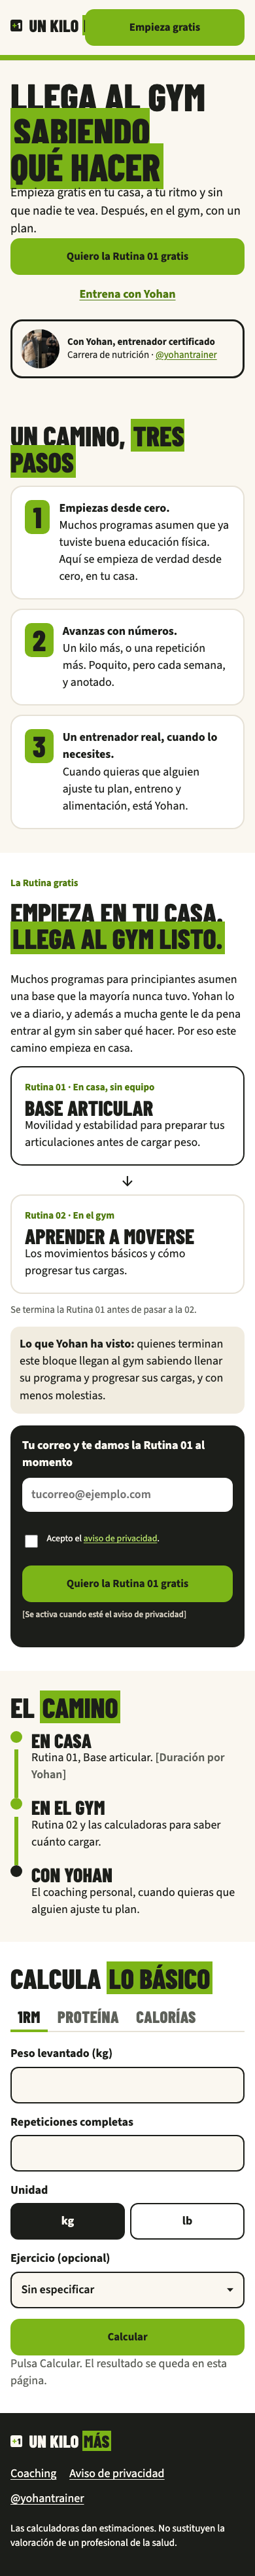 UN KILO
Empieza gratis
LLEGA AL GYM
SABIENDO
QUÉ HACER
Empieza gratis en tu casa, a tu ritmo y sin
que nadie te vea. Después, en el gym, con un
plan.
Quiero la Rutina 01 gratis
Entrena con Yohan
Con Yohan, entrenador certificado
Carrera de nutrición · @yohantrainer
UN CAMINO, TRES
PASOS
1
Empiezas desde cero.
Muchos programas asumen que ya
tuviste buena educación física.
Aquí se empieza de verdad desde
cero, en tu casa.
2
Avanzas con números.
Un kilo más, o una repetición
más. Poquito, pero cada semana,
y anotado.
3
Un entrenador real, cuando lo
necesites.
Cuando quieras que alguien
ajuste tu plan, entreno y
alimentación, está Yohan.
La Rutina gratis
EMPIEZA EN TU CASA.
LLEGA AL GYM LISTO.
Muchos programas para principiantes asumen
una base que la mayoría nunca tuvo. Yohan lo
ve a diario, y además a mucha gente le da pena
entrar al gym sin saber qué hacer. Por eso este
camino empieza en casa.
Rutina 01 · En casa, sin equipo
BASE ARTICULAR
Movilidad y estabilidad para preparar tus
articulaciones antes de cargar peso.
Rutina 02 · En el gym
APRENDER A MOVERSE
Los movimientos básicos y cómo
progresar tus cargas.
Se termina la Rutina 01 antes de pasar a la 02.
Lo que Yohan ha visto: quienes terminan
este bloque llegan al gym sabiendo llenar
su programa y progresar sus cargas, y con
menos molestias.
Tu correo y te damos la Rutina 01 al
momento
tucorreo@ejemplo.com
Acepto el aviso de privacidad.
Quiero la Rutina 01 gratis
[Se activa cuando esté el aviso de privacidad]
EL CAMINO
EN CASA
Rutina 01, Base articular. [Duración por
Yohan]
EN EL GYM
Rutina 02 y las calculadoras para saber
cuánto cargar.
CON YOHAN
El coaching personal, cuando quieras que
alguien ajuste tu plan.
CALCULA LO BÁSICO
1RM PROTEÍNA CALORÍAS
Peso levantado (kg)
Repeticiones completas
Unidad
kg lb
Ejercicio (opcional)
Sin especificar
Calcular
Pulsa Calcular. El resultado se queda en esta
página.
+1 UN KILO MÁS
Coaching Aviso de privacidad
@yohantrainer
Las calculadoras dan estimaciones. No sustituyen la
valoración de un profesional de la salud.